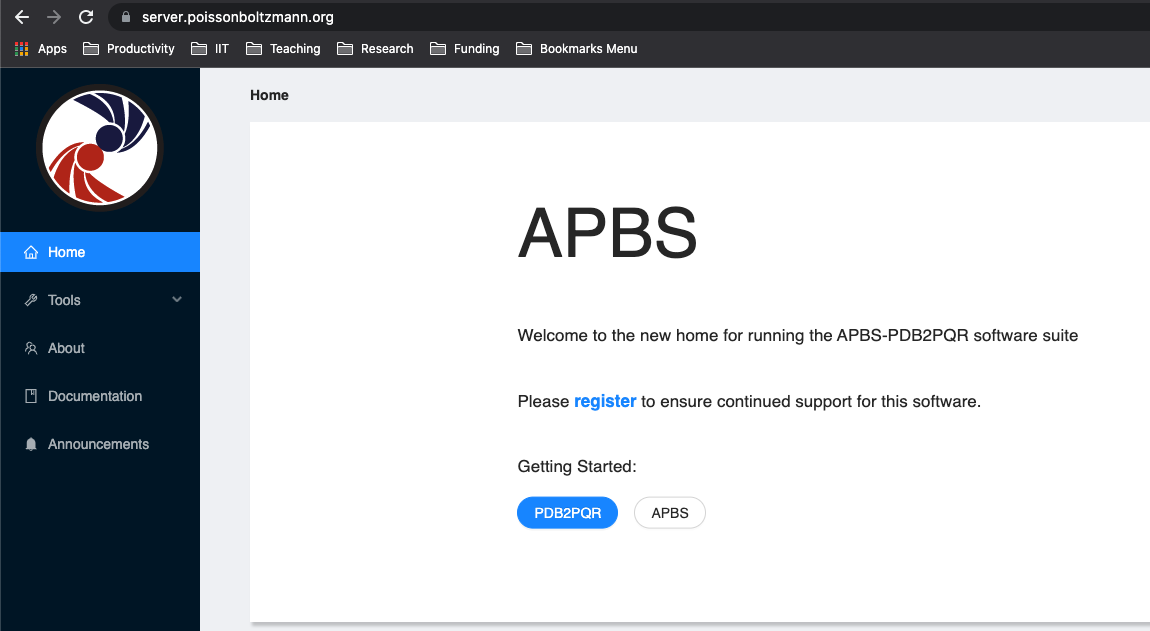 server.poissonboltzmann.org
Apps Productivity IIT Teaching Research Funding Bookmarks Menu
Home
Home
Tools
About
Documentation
Announcements
APBS
Welcome to the new home for running the APBS-PDB2PQR software suite
Please register to ensure continued support for this software.
Getting Started:
PDB2PQR APBS